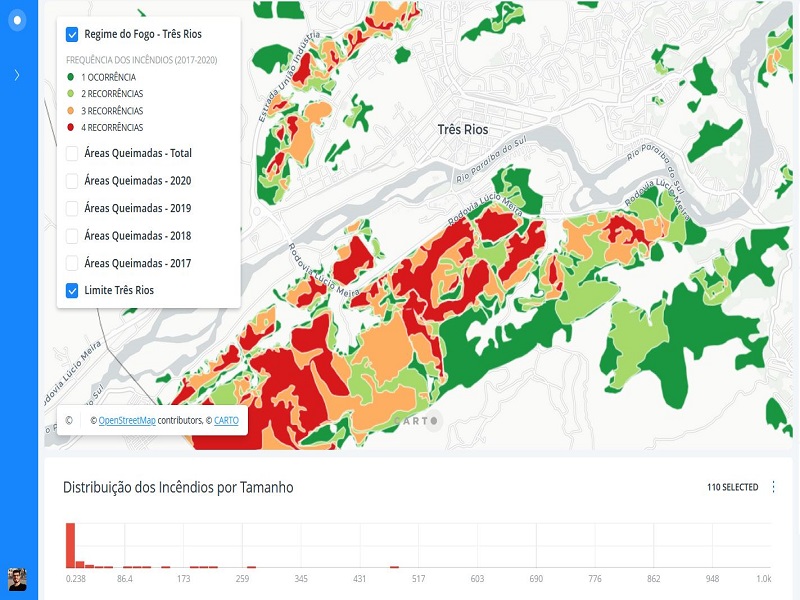 Regime do Fogo - Três Rios
FREQUÊNCIA DOS INCÊNDIOS (2017-2020)
1 OCORRÊNCIA
2 RECORRÊNCIAS
3 RECORRÊNCIAS
4 RECORRÊNCIAS
Áreas Queimadas - Total
Áreas Queimadas - 2020
Áreas Queimadas - 2019
Áreas Queimadas - 2018
Áreas Queimadas - 2017
Limite Três Rios
Estrada União Indústria
Três Rios
Rio Paraíba do Sul
Rio Paraíba do Sul
Rodovia Lúcio Meira
Rodovia Lúcio Meira
Rodovia Lúcio Meira
Rodovia Lúcio Meira
do Sul
© © OpenStreetMap contributors, © CARTO
CARTO
Distribuição dos Incêndios por Tamanho
110 SELECTED
0.238 86.4 173 259 345 431 517 603 690 776 862 948 1.0k